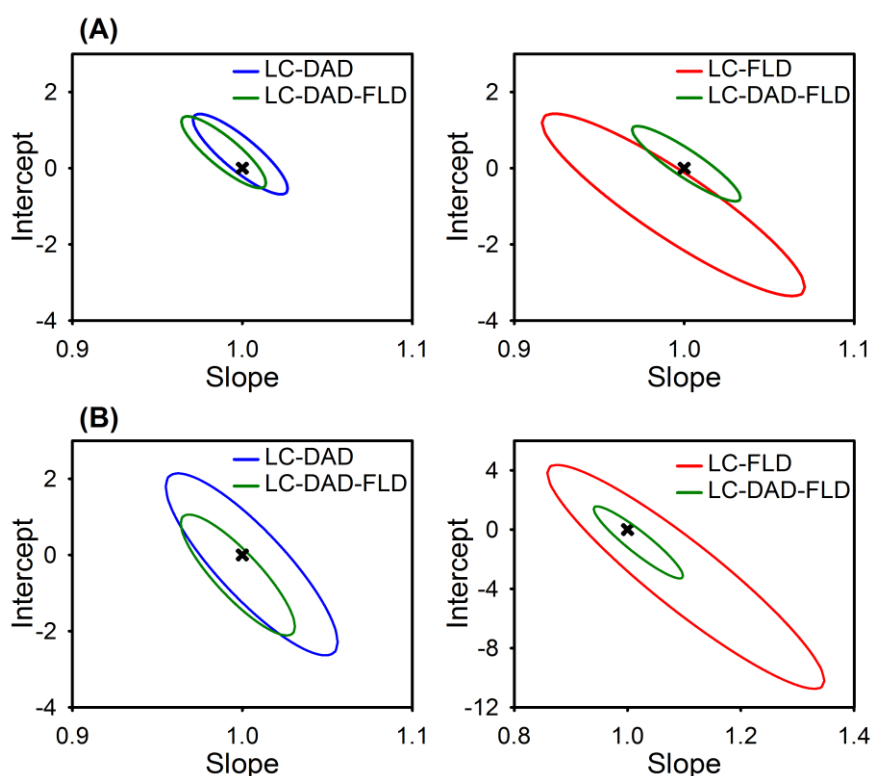 (A)
LC-DAD
LC-DAD-FLD
2
0
-2
-4
Intercept
0.9
1.0
1.1
Slope
LC-FLD
LC-DAD-FLD
2
0
-2
-4
Intercept
0.9
1.0
1.1
Slope
(B)
LC-DAD
LC-DAD-FLD
2
0
-2
-4
Intercept
0.9
1.0
1.1
Slope
LC-FLD
LC-DAD-FLD
4
0
-4
-8
-12
Intercept
0.8
1.0
1.2
1.4
Slope